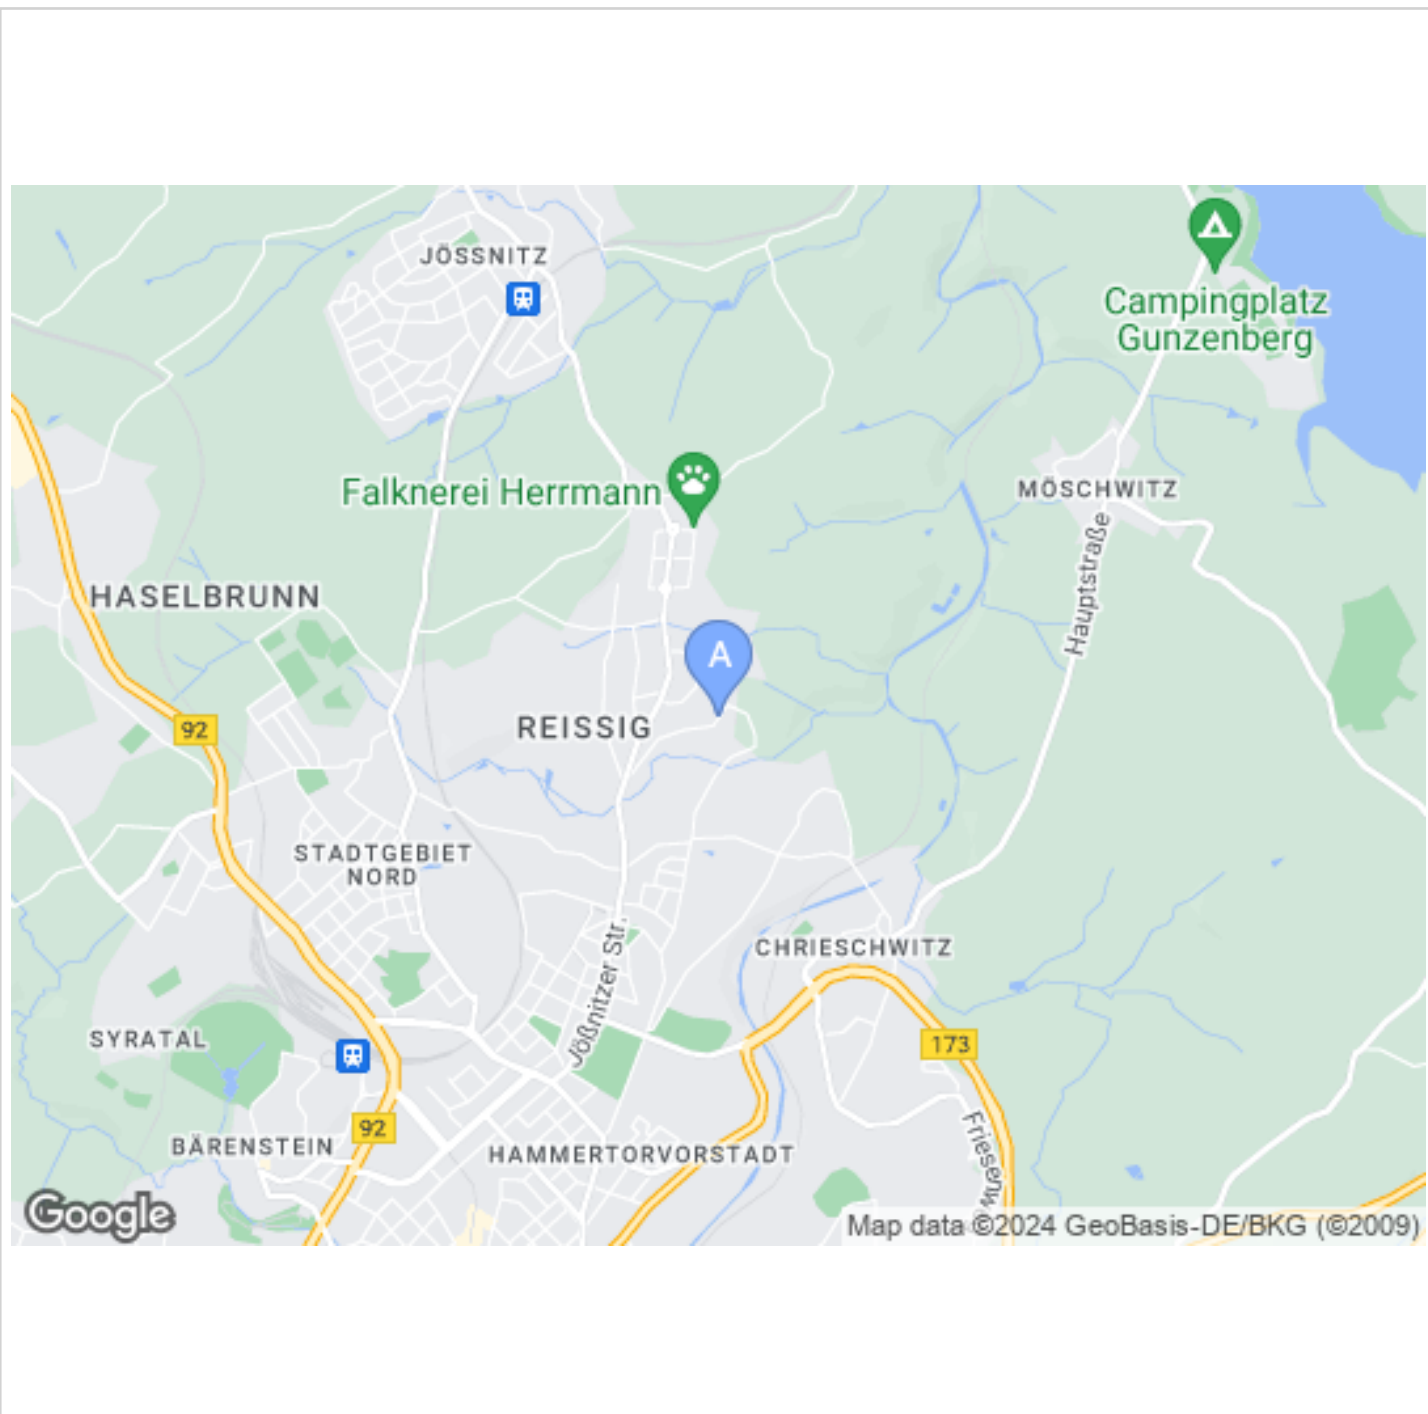 JÖSSNITZ
Campingplatz
Gunzenberg
Falknerei Herrmann
MÖSCHWITZ
Hauptstraße
HASELBRUNN
A
92
REISSIG
STADTGEBIET
NORD
CHRIESCHWITZ
Jößnitzer Str.
SYRATAL
173
92
BÄRENSTEIN
HAMMERTORVORSTADT
Friesenw
Google
Map data ©2024 GeoBasis-DE/BKG (©2009)